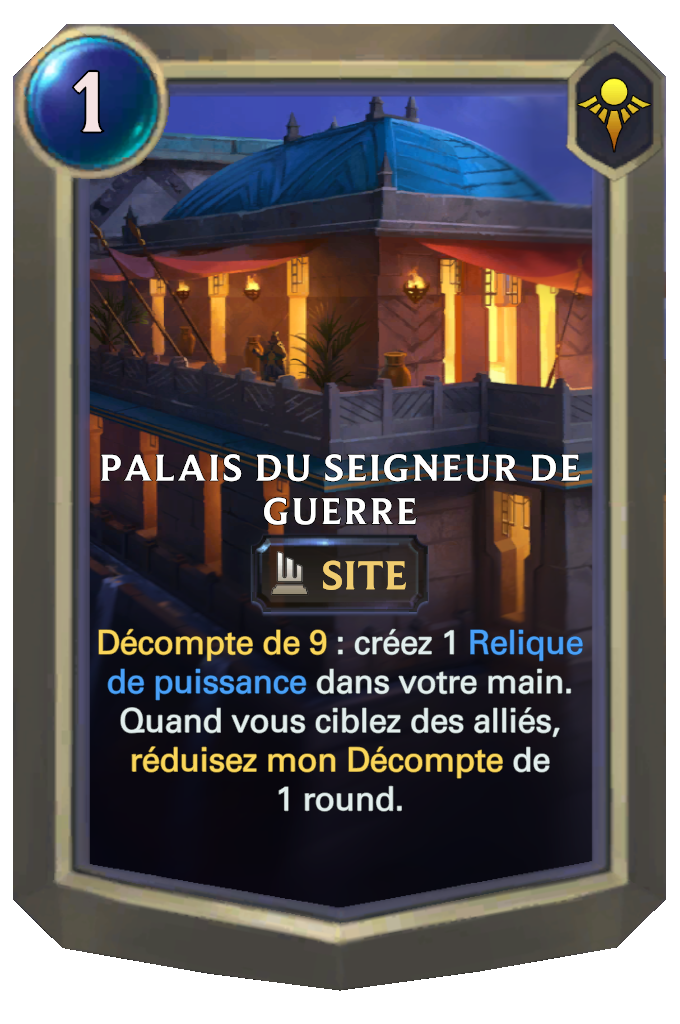 1
PALAIS DU SEIGNEUR DE
GUERRE
SITE
Décompte de 9 : créez 1 Relique
de puissance dans votre main.
Quand vous ciblez des alliés,
réduisez mon Décompte de
1 round.